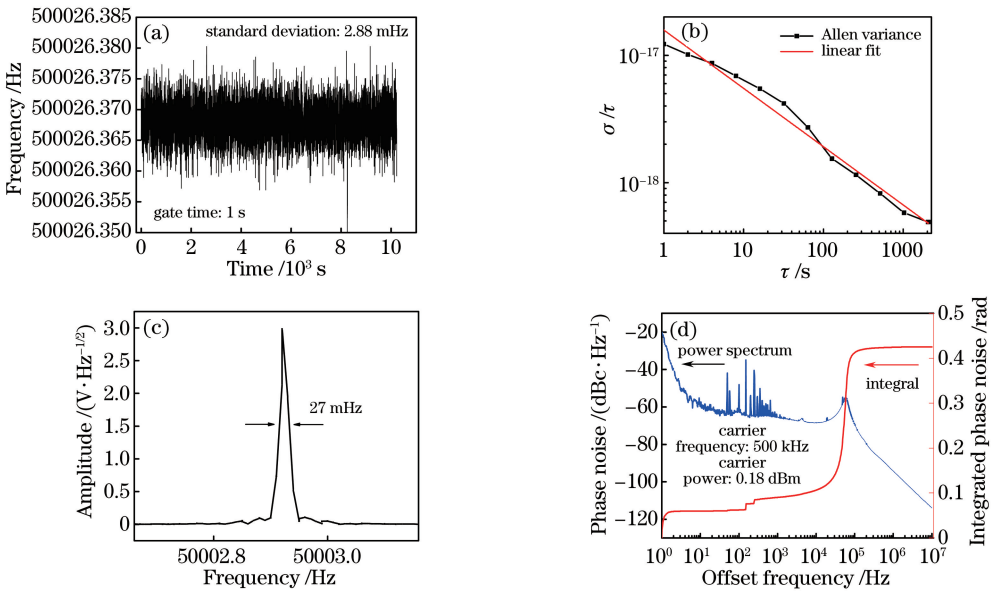 (a)
standard deviation: 2.88 mHz
500026.385
500026.380
500026.375
500026.370
500026.365
500026.360
500026.355
500026.350
Frequency /Hz
gate time: 1 s
0 2 4 6 8 10
Time /10³ s
(b)
Allen variance
linear fit
10⁻¹⁷
10⁻¹⁸
σ/τ
1 10 100 1000
τ /s
(c)
3.0
2.5
2.0
1.5
1.0
0.5
0
Amplitude /(V·Hz⁻¹ᐟ²)
27 mHz
50002.8 50003.0
Frequency /Hz
(d)
−20
−40
−60
−80
−100
−120
Phase noise /(dBc·Hz⁻¹)
power spectrum
integral
carrier
frequency: 500 kHz
carrier
power: 0.18 dBm
0.5
0.4
0.3
0.2
0.1
0
Integrated phase noise /rad
10⁰ 10¹ 10² 10³ 10⁴ 10⁵ 10⁶ 10⁷
Offset frequency /Hz